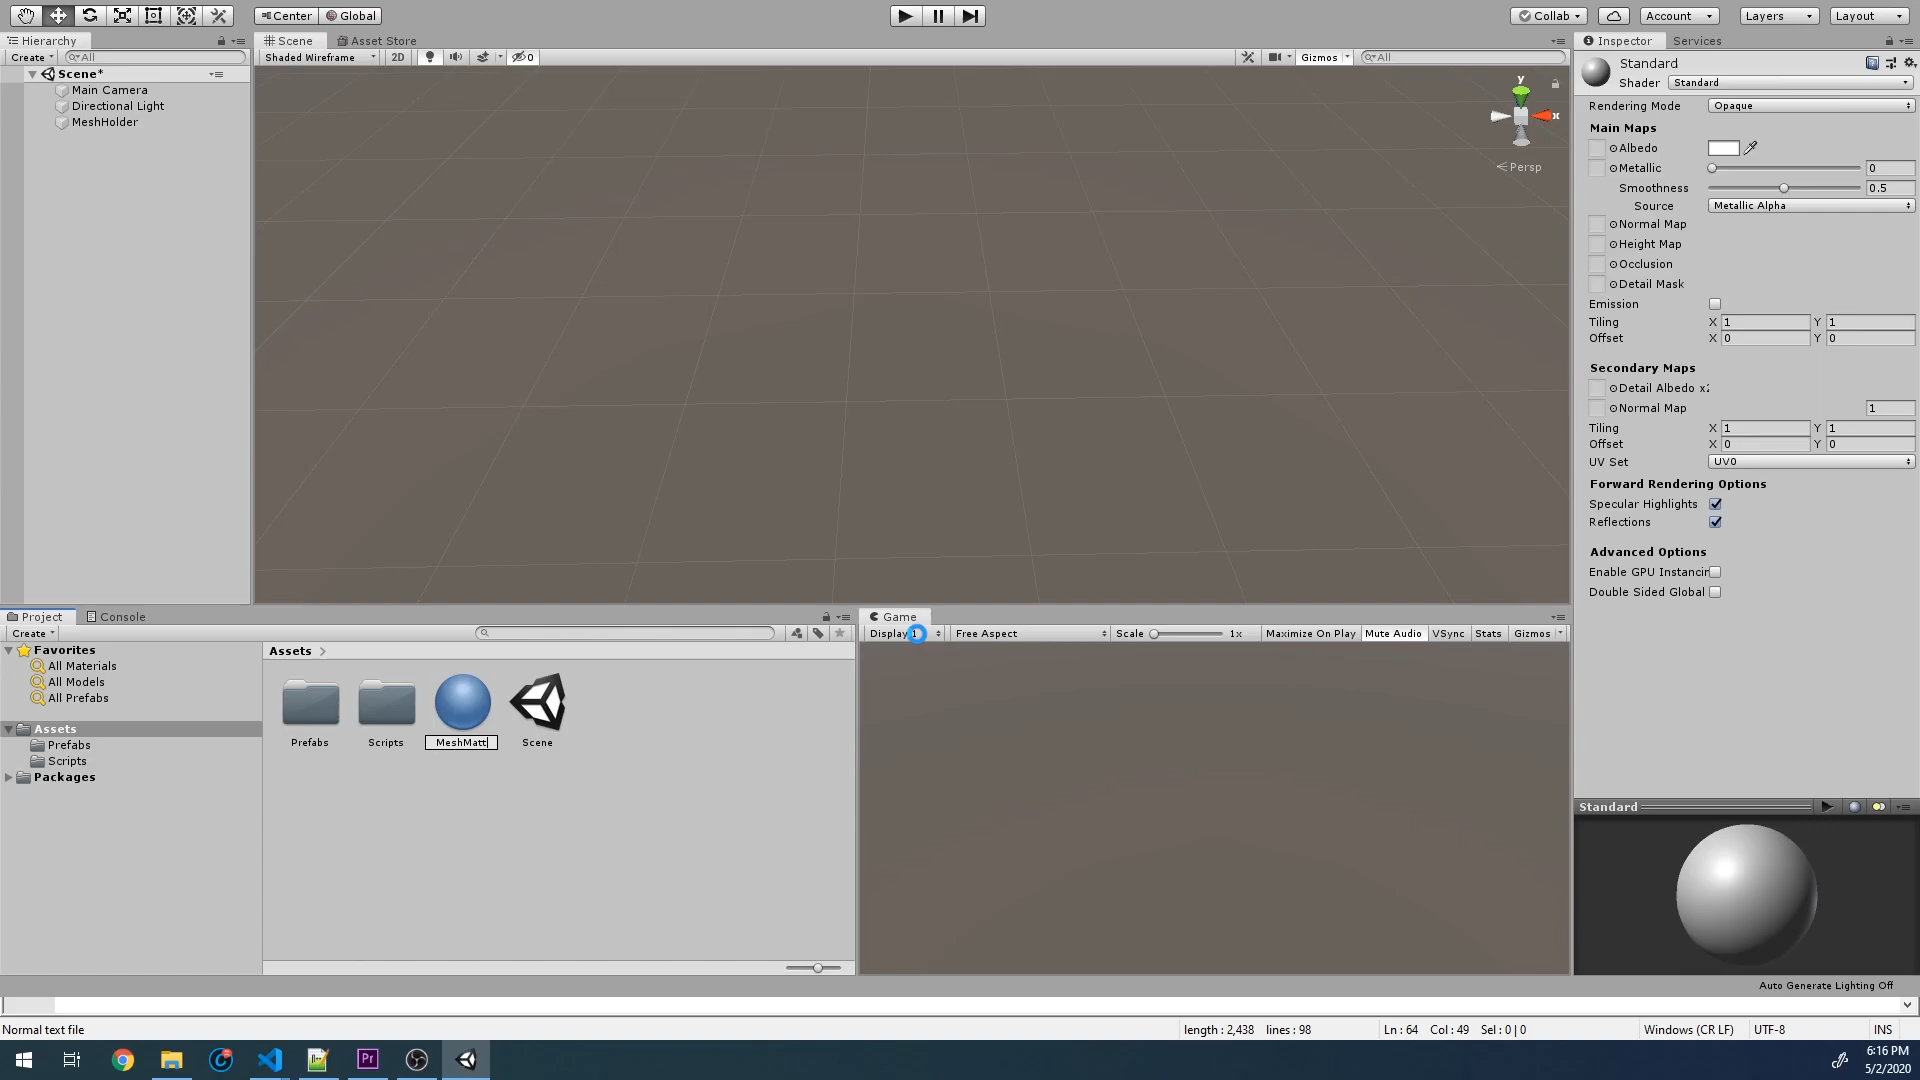 Center Global Collab Account Layers Layout
Hierarchy
Create All
Scene*
Main Camera
Directional Light
MeshHolder
Scene Asset Store
Shaded Wireframe 2D 0 Gizmos All
y
x
Persp
Inspector Services
Standard
Shader Standard
Rendering Mode Opaque
Main Maps
Albedo
Metallic 0
Smoothness 0.5
Source Metallic Alpha
Normal Map
Height Map
Occlusion
Detail Mask
Emission
Tiling X 1 Y 1
Offset X 0 Y 0
Secondary Maps
Detail Albedo x2
Normal Map 1
Tiling X 1 Y 1
Offset X 0 Y 0
UV Set UV0
Forward Rendering Options
Specular Highlights
Reflections
Advanced Options
Enable GPU Instancin
Double Sided Global
Project Console
Create
Favorites
All Materials
All Models
All Prefabs
Assets
Prefabs
Scripts
Packages
Assets
Prefabs Scripts MeshMatt Scene
Game
Display 1 Free Aspect Scale 1x Maximize On Play Mute Audio VSync Stats Gizmos
Standard
Auto Generate Lighting Off
Normal text file length : 2,438 lines : 98 Ln : 64 Col : 49 Sel : 0 | 0 Windows (CR LF) UTF-8 INS
Pr
6:16 PM
5/2/2020